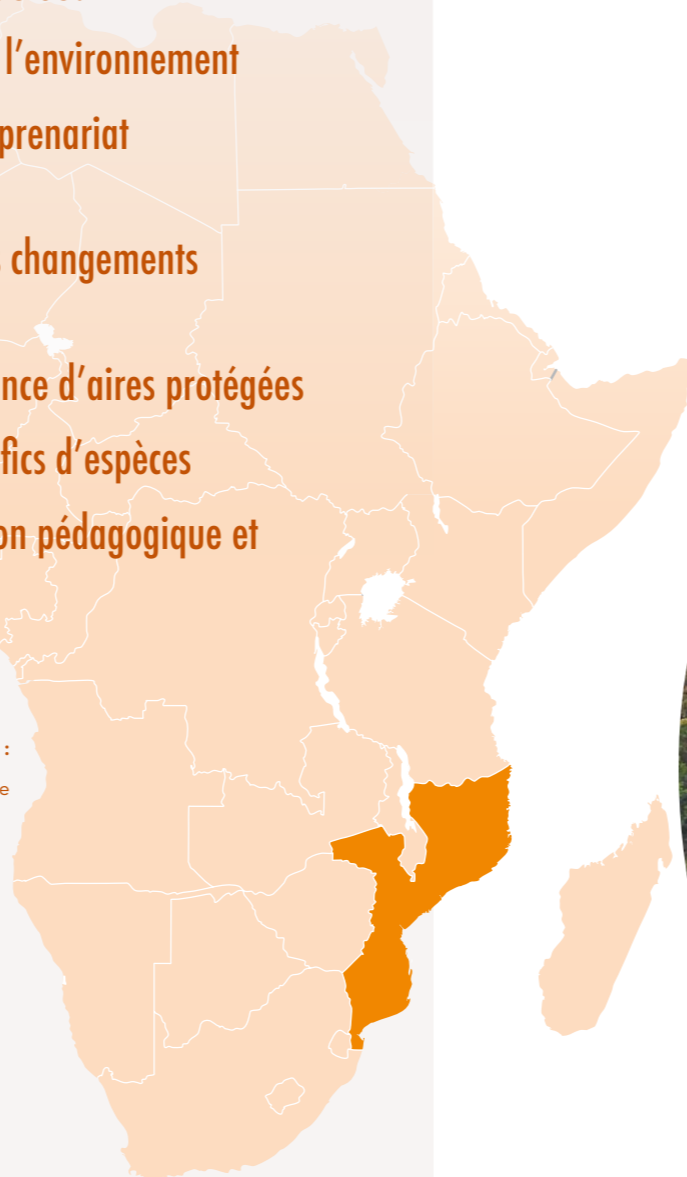 l’environnement
prenariat
changements
nce d’aires protégées
fics d’espèces
on pédagogique et
:
e